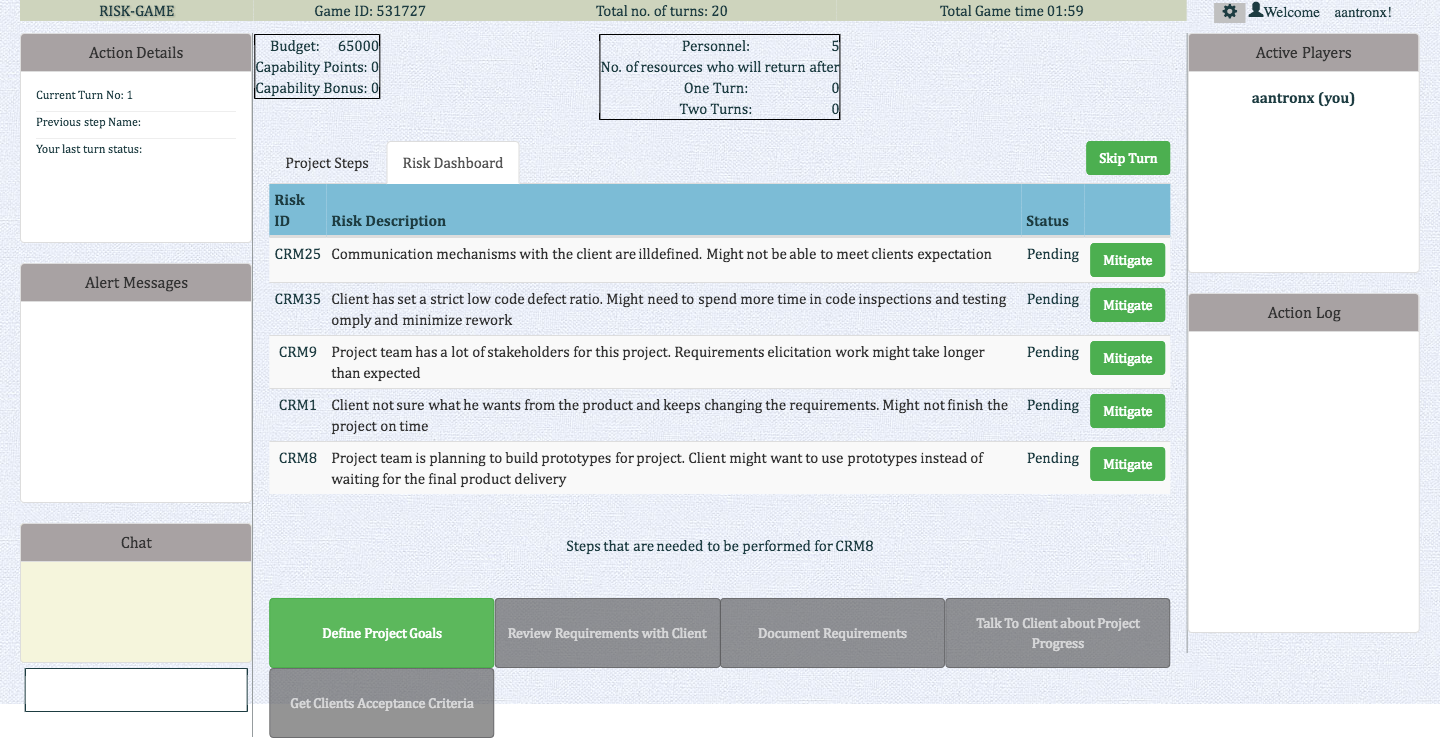 RISK-GAME Game ID: 531727 Total no. of turns: 20 Total Game time 01:59 Welcome aantronx!
Action Details
Current Turn No: 1
Previous step Name:
Your last turn status:
Alert Messages
Chat
Budget: 65000
Capability Points: 0
Capability Bonus: 0
Personnel: 5
No. of resources who will return after
One Turn: 0
Two Turns: 0
Project Steps Risk Dashboard Skip Turn
Risk
ID Risk Description Status
CRM25 Communication mechanisms with the client are illdefined. Might not be able to meet clients expectation Pending Mitigate
CRM35 Client has set a strict low code defect ratio. Might need to spend more time in code inspections and testing Pending Mitigate
omply and minimize rework
CRM9 Project team has a lot of stakeholders for this project. Requirements elicitation work might take longer Pending Mitigate
than expected
CRM1 Client not sure what he wants from the product and keeps changing the requirements. Might not finish the Pending Mitigate
project on time
CRM8 Project team is planning to build prototypes for project. Client might want to use prototypes instead of Pending Mitigate
waiting for the final product delivery
Steps that are needed to be performed for CRM8
Define Project Goals Review Requirements with Client Document Requirements Talk To Client about Project
Progress
Get Clients Acceptance Criteria
Active Players
aantronx (you)
Action Log